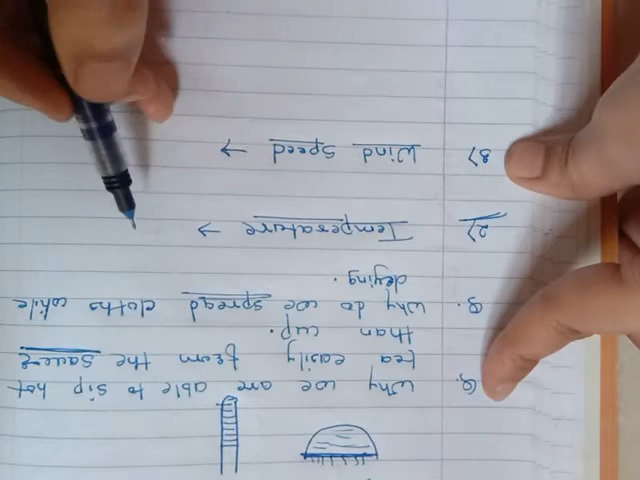 Q. Why we are able to sip hot
tea easily from the saucer
than cup.
Q. Why do we spread cloths while
drying.
2) Temperature →
3) Wind Speed →